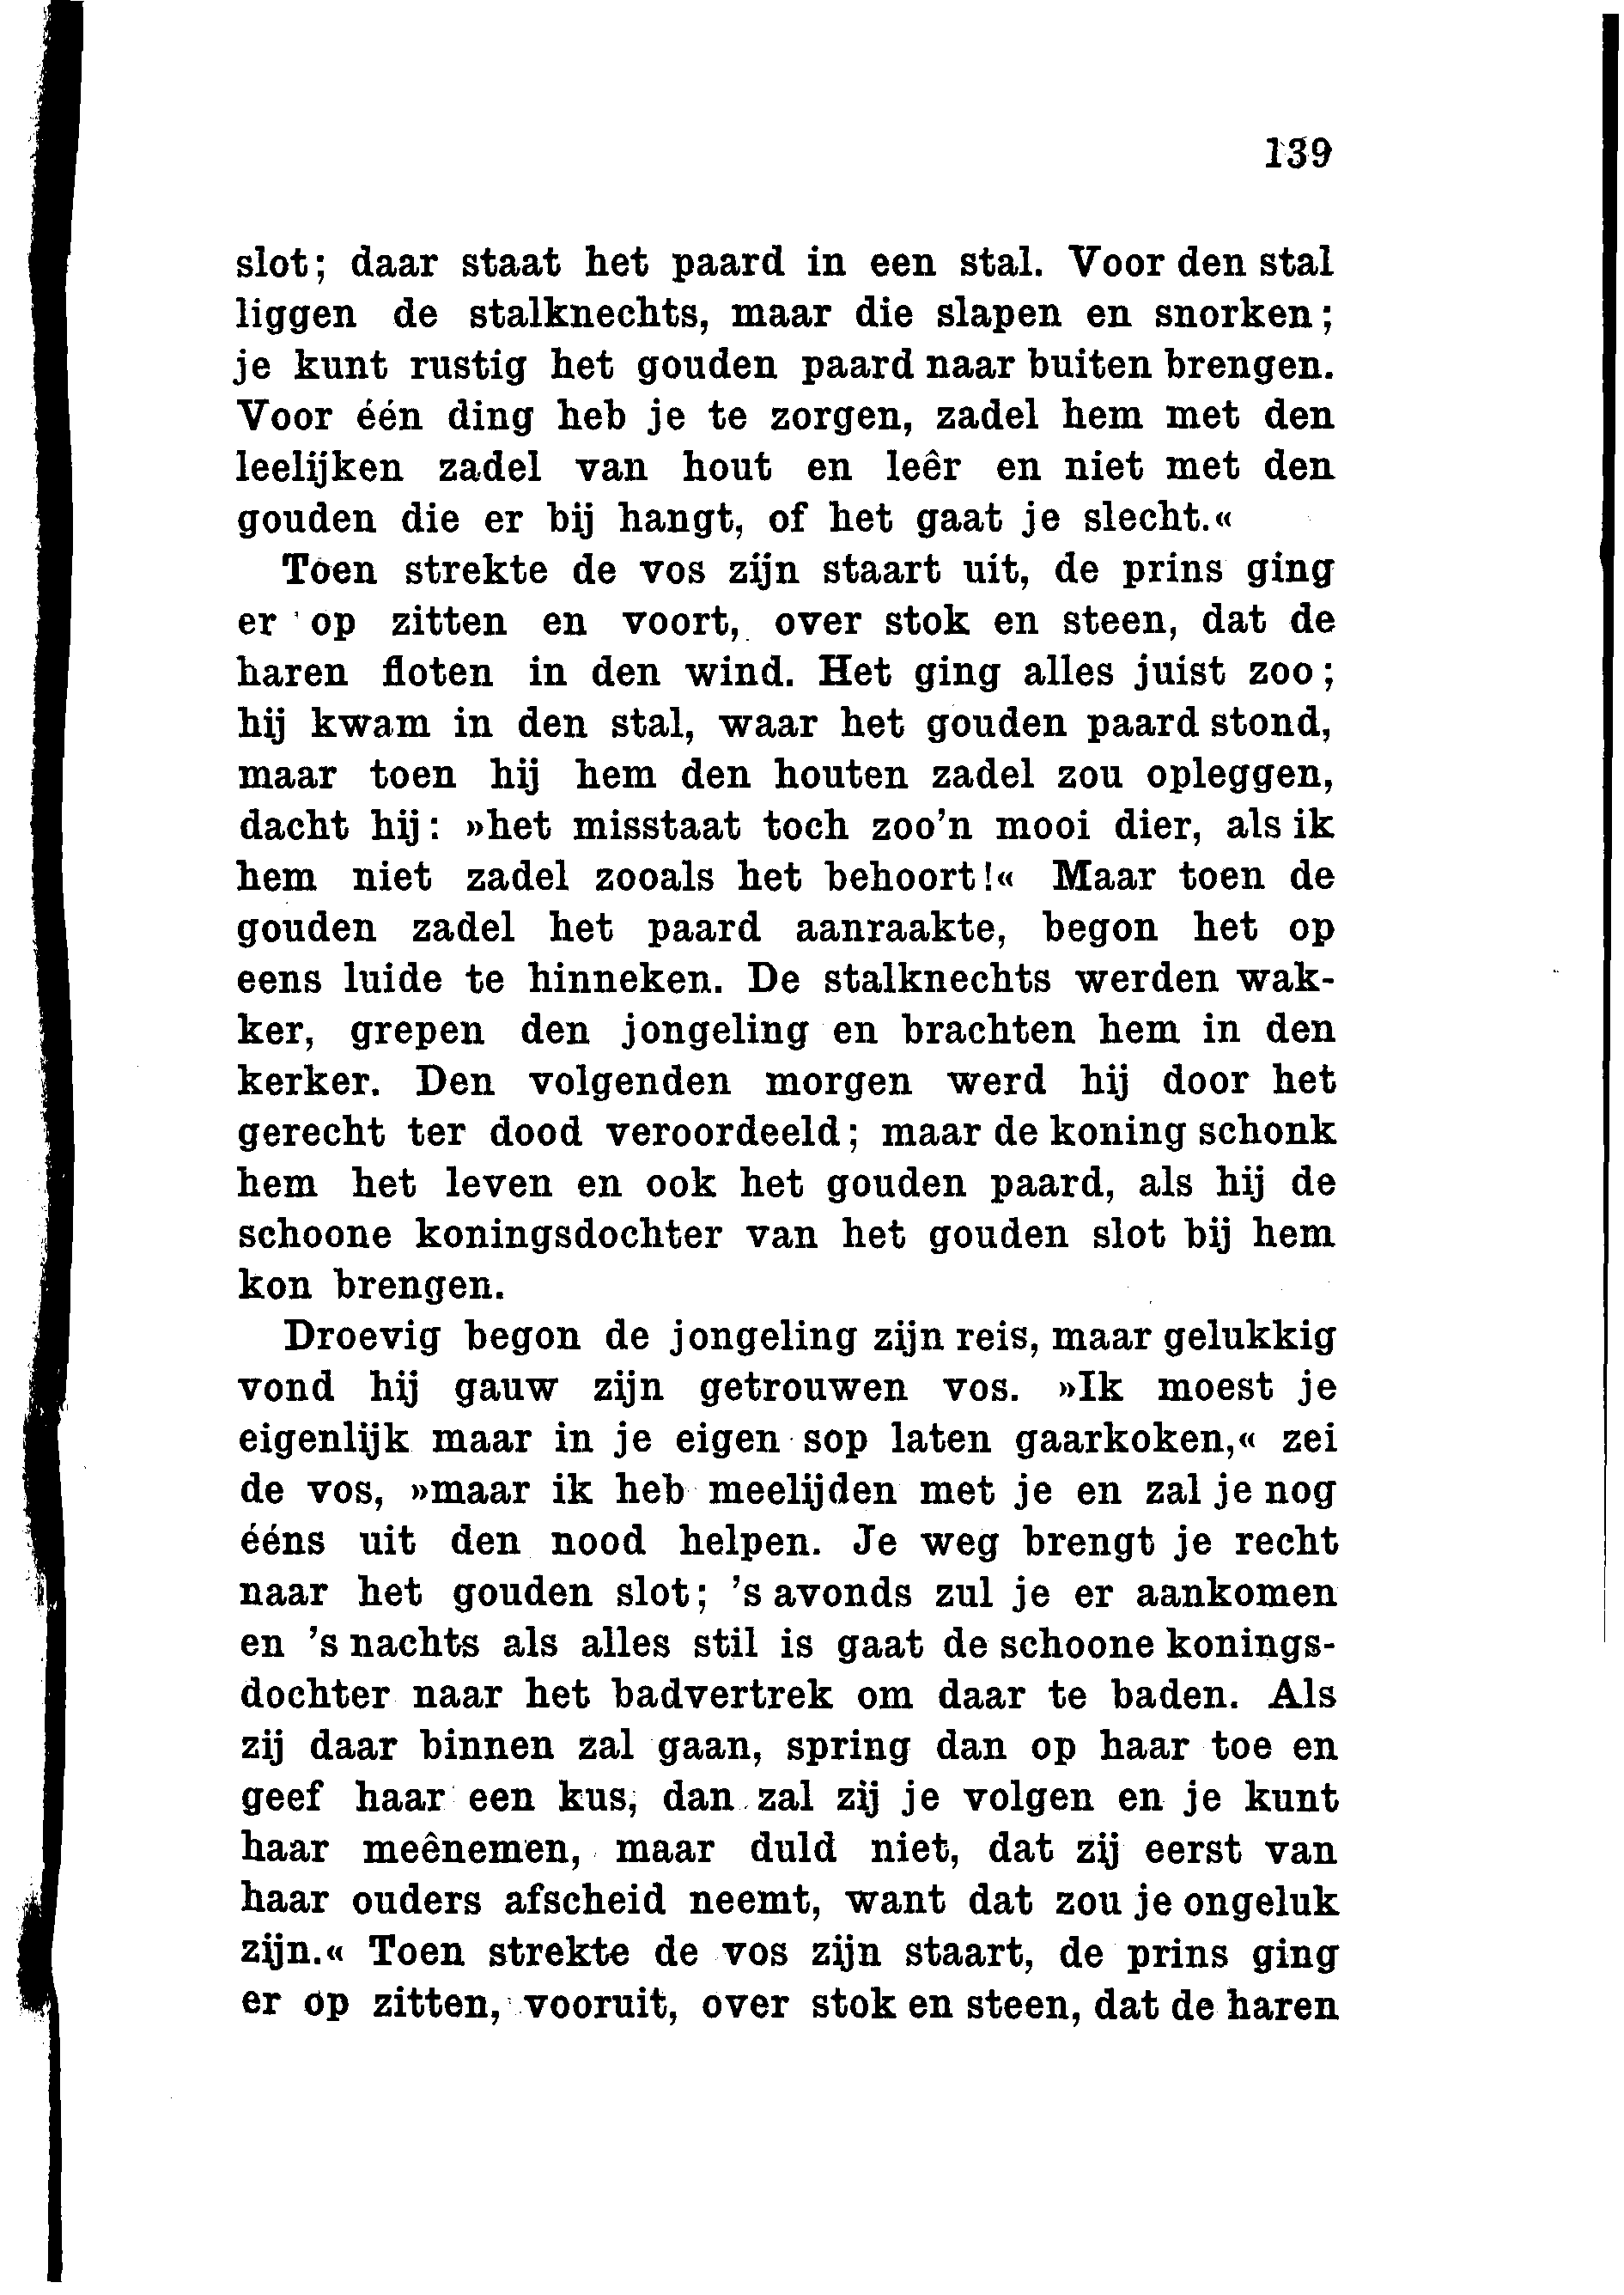 139
slot; daar staat het paard in een stal. Voor den stal
liggen de stalknechts, maar die slapen en snorken;
je kunt rustig het gouden paard naar buiten brengen.
Voor één ding heb je te zorgen, zadel hem met den
leelijken zadel van hout en leêr en niet met den
gouden die er bij hangt, of het gaat je slecht.«
Toen strekte de vos zijn staart uit, de prins ging
er op zitten en voort, over stok en steen, dat de
haren floten in den wind. Het ging alles juist zoo;
hij kwam in den stal, waar het gouden paard stond,
maar toen hij hem den houten zadel zou opleggen,
dacht hij: »het misstaat toch zoo'n mooi dier, als ik
hem niet zadel zooals het behoort!« Maar toen de
gouden zadel het paard aanraakte, begon het op
eens luide te hinneken. De stalknechts werden wak-
ker, grepen den jongeling en brachten hem in den
kerker. Den volgenden morgen werd hij door het
gerecht ter dood veroordeeld; maar de koning schonk
hem het leven en ook het gouden paard, als hij de
schoone koningsdochter van het gouden slot bij hem
kon brengen.
Droevig begon de jongeling zijn reis, maar gelukkig
vond hij gauw zijn getrouwen vos. »Ik moest je
eigenlijk maar in je eigen sop laten gaarkoken,« zei
de vos, »maar ik heb meelijden met je en zal je nog
ééns uit den nood helpen. Je weg brengt je recht
naar het gouden slot; 's avonds zul je er aankomen
en 's nachts als alles stil is gaat de schoone konings-
dochter naar het badvertrek om daar te baden. Als
zij daar binnen zal gaan, spring dan op haar toe en
geef haar een kus, dan zal zij je volgen en je kunt
haar meênemen, maar duld niet, dat zij eerst van
haar ouders afscheid neemt, want dat zou je ongeluk
zijn.« Toen strekte de vos zijn staart, de prins ging
er op zitten, vooruit, over stok en steen, dat de haren